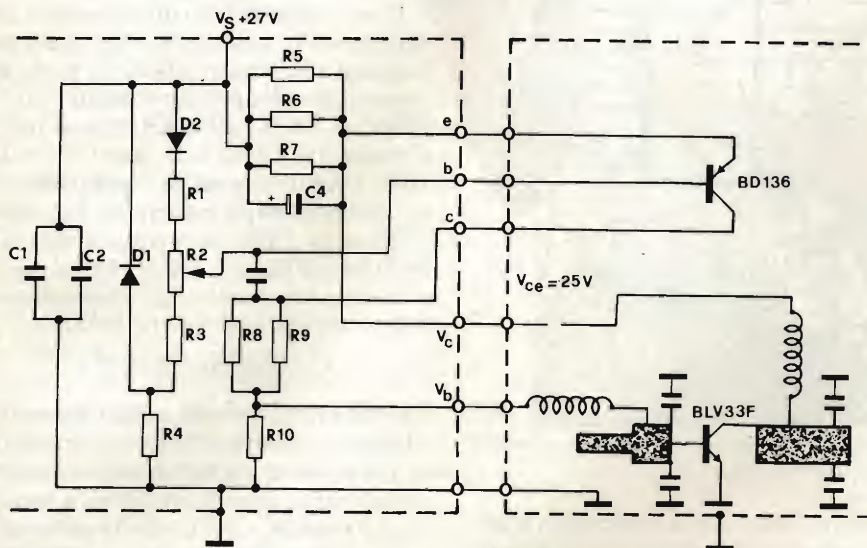 VS +27V
R5
R6
R7
+ C4
D2
R1
R2
R3
D1
C1
C2
R4
R8
R9
R10
e
b
c
Vc
Vb
BD136
Vce = 25V
BLV33F